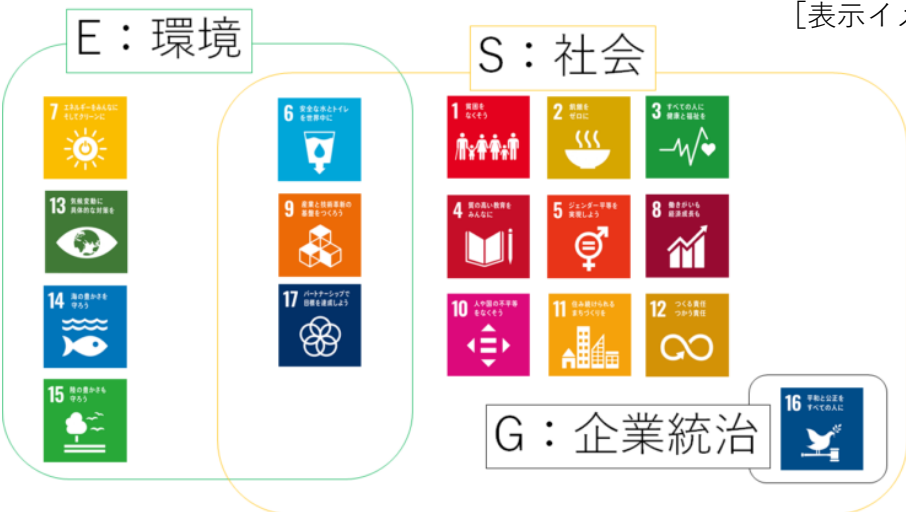 [表示イメ
E：環境
S：社会
7 エネルギーをみんなに
そしてクリーンに
6 安全な水とトイレ
を世界中に
1 貧困を
なくそう
2 飢餓を
ゼロに
3 すべての人に
健康と福祉を
13 気候変動に
具体的な対策を
9 産業と技術革新の
基盤をつくろう
4 質の高い教育を
みんなに
5 ジェンダー平等を
実現しよう
8 働きがいも
経済成長も
14 海の豊かさを
守ろう
17 パートナーシップで
目標を達成しよう
10 人や国の不平等
をなくそう
11 住み続けられる
まちづくりを
12 つくる責任
つかう責任
15 陸の豊かさも
守ろう
G：企業統治
16 平和と公正を
すべての人に